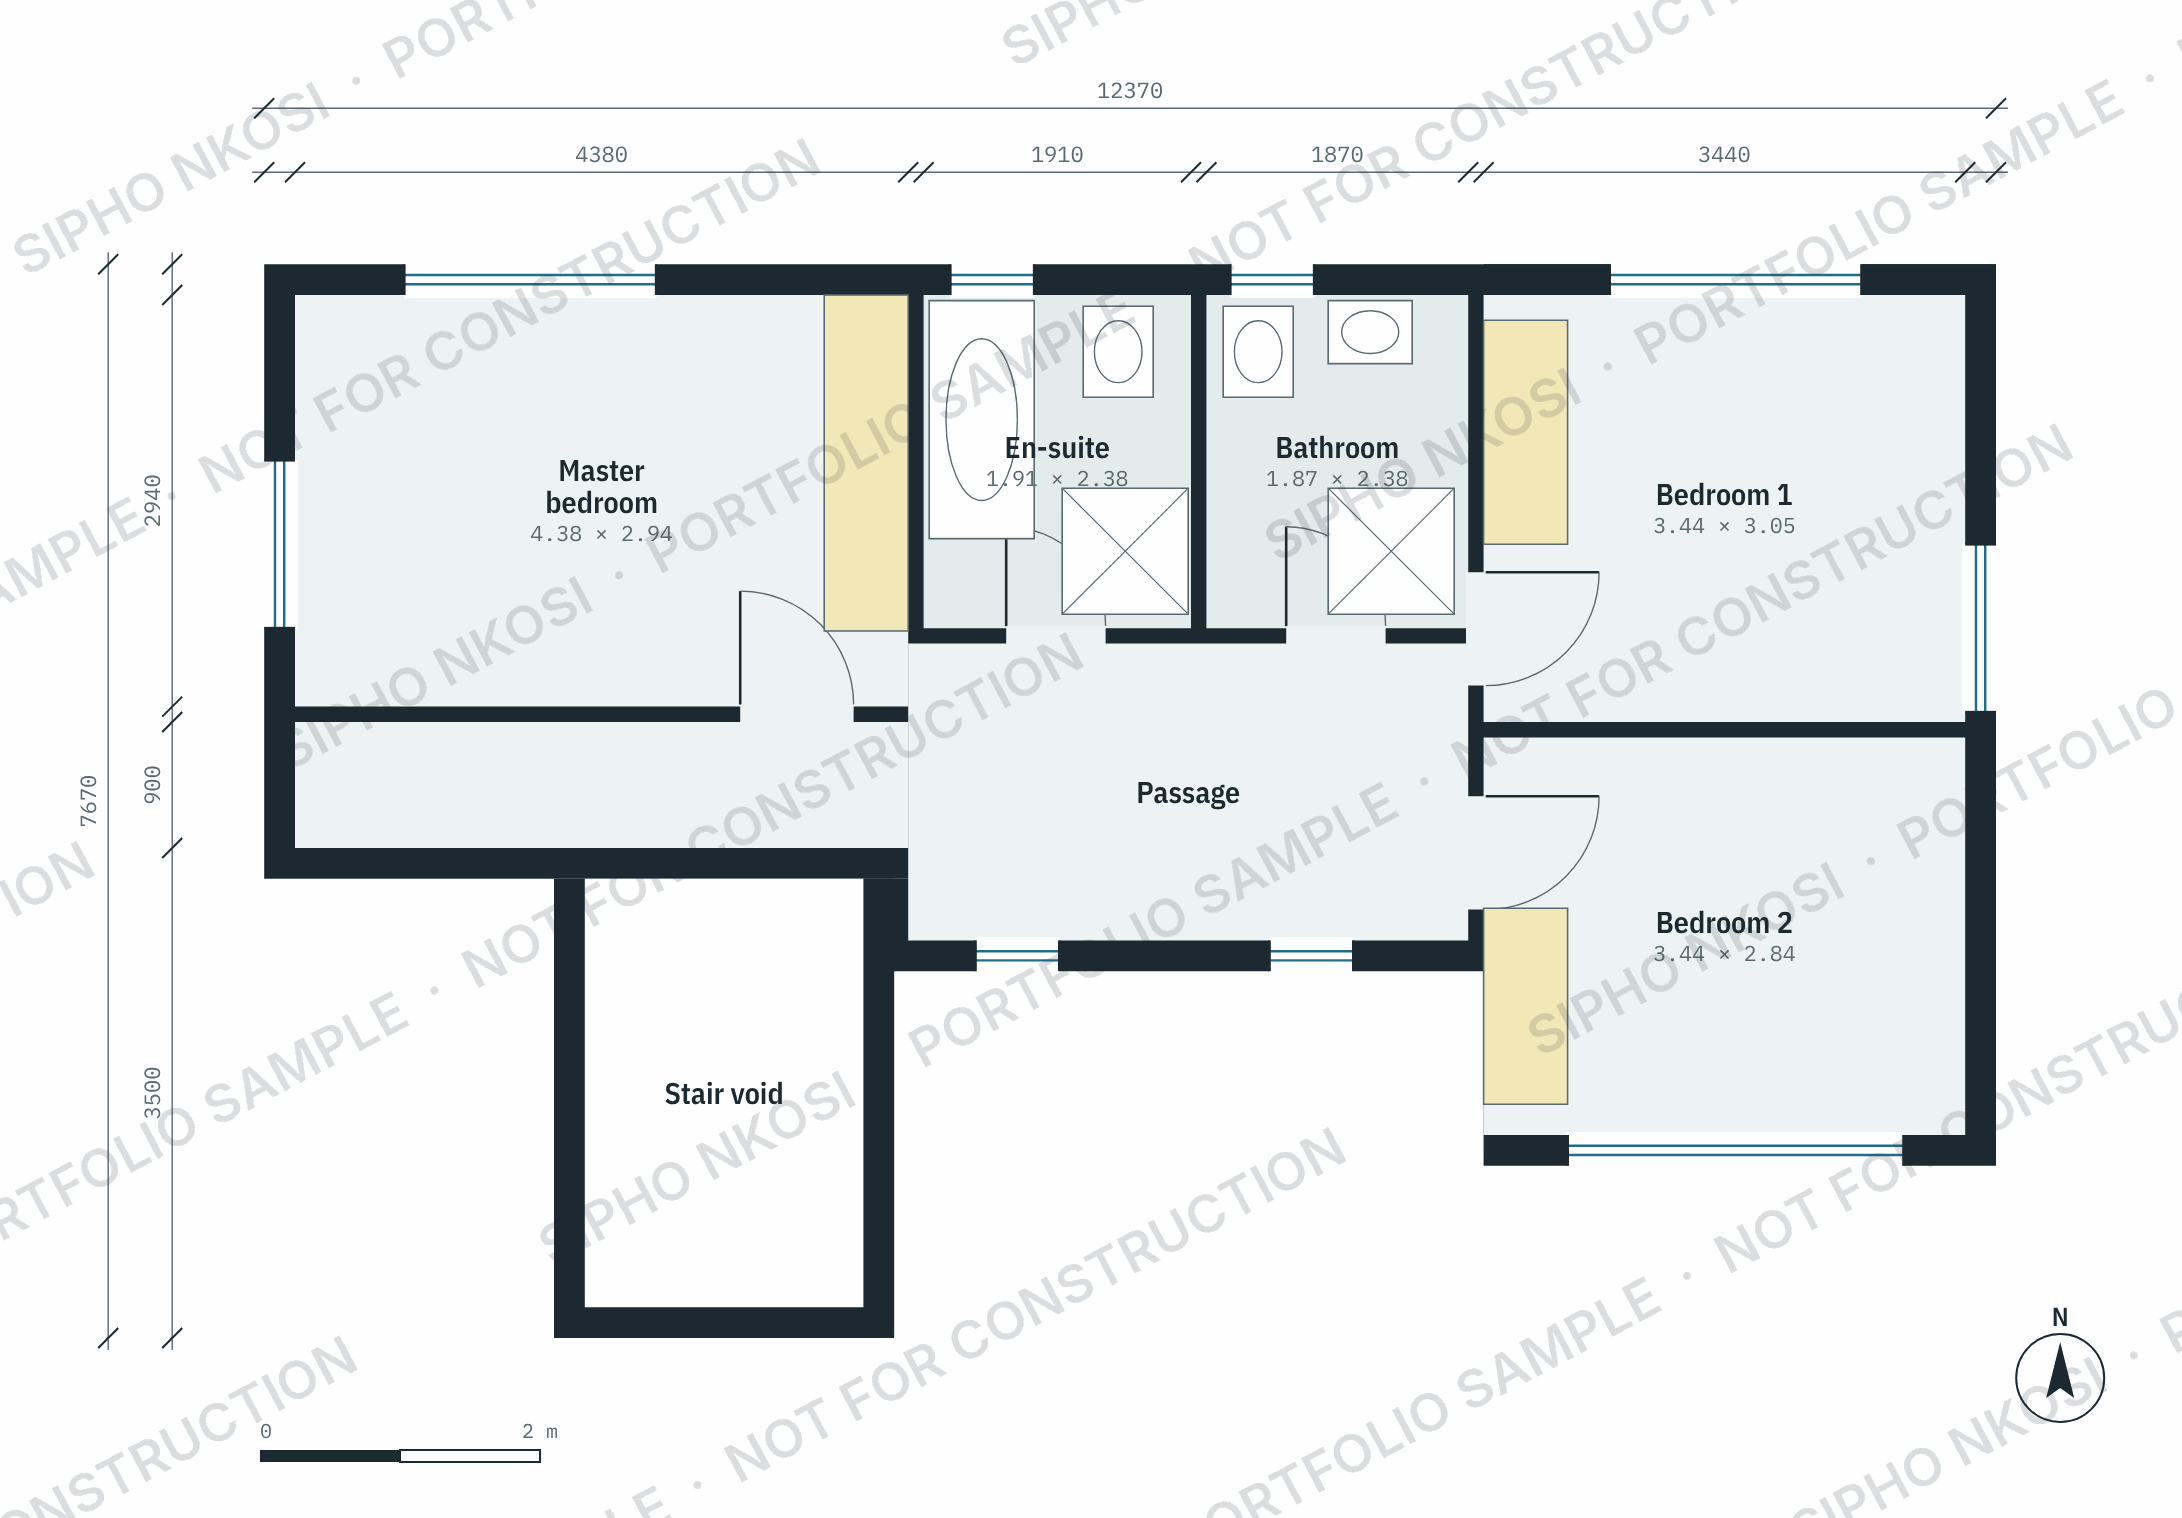 12370
4380 1910 1870 3440
2940
900
7670
3500
Master
bedroom
4.38 × 2.94
En-suite
1.91 × 2.38
Bathroom
1.87 × 2.38
Bedroom 1
3.44 × 3.05
Passage
Bedroom 2
3.44 × 2.84
Stair void
N
0 2 m
SIPHO NKOSI · PORTFOLIO SAMPLE · NOT FOR CONSTRUCTION